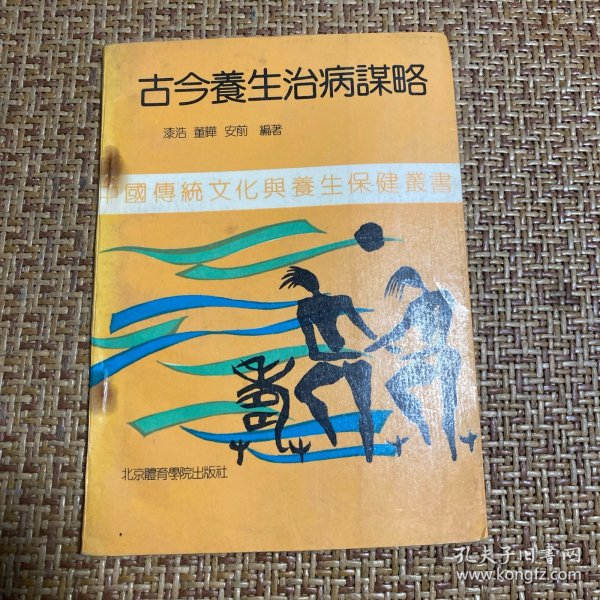 古今養生治病謀略
漆浩 董曄 安前 編著
中國傳統文化與養生保健叢書
北京體育學院出版社
孔夫子旧書网
www.kongfz.com